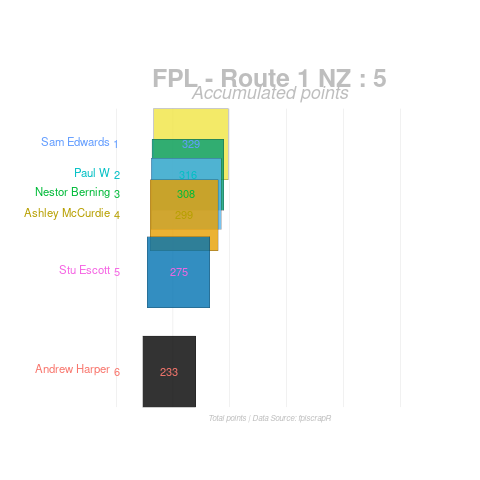 FPL - Route 1 NZ : 5
Accumulated points
Sam Edwards 1 329
Paul W 2 316
Nestor Berning 3 308
Ashley McCurdie 4 299
Stu Escott 5 275
Andrew Harper 6 233
Total points | Data Source: fplscrapR